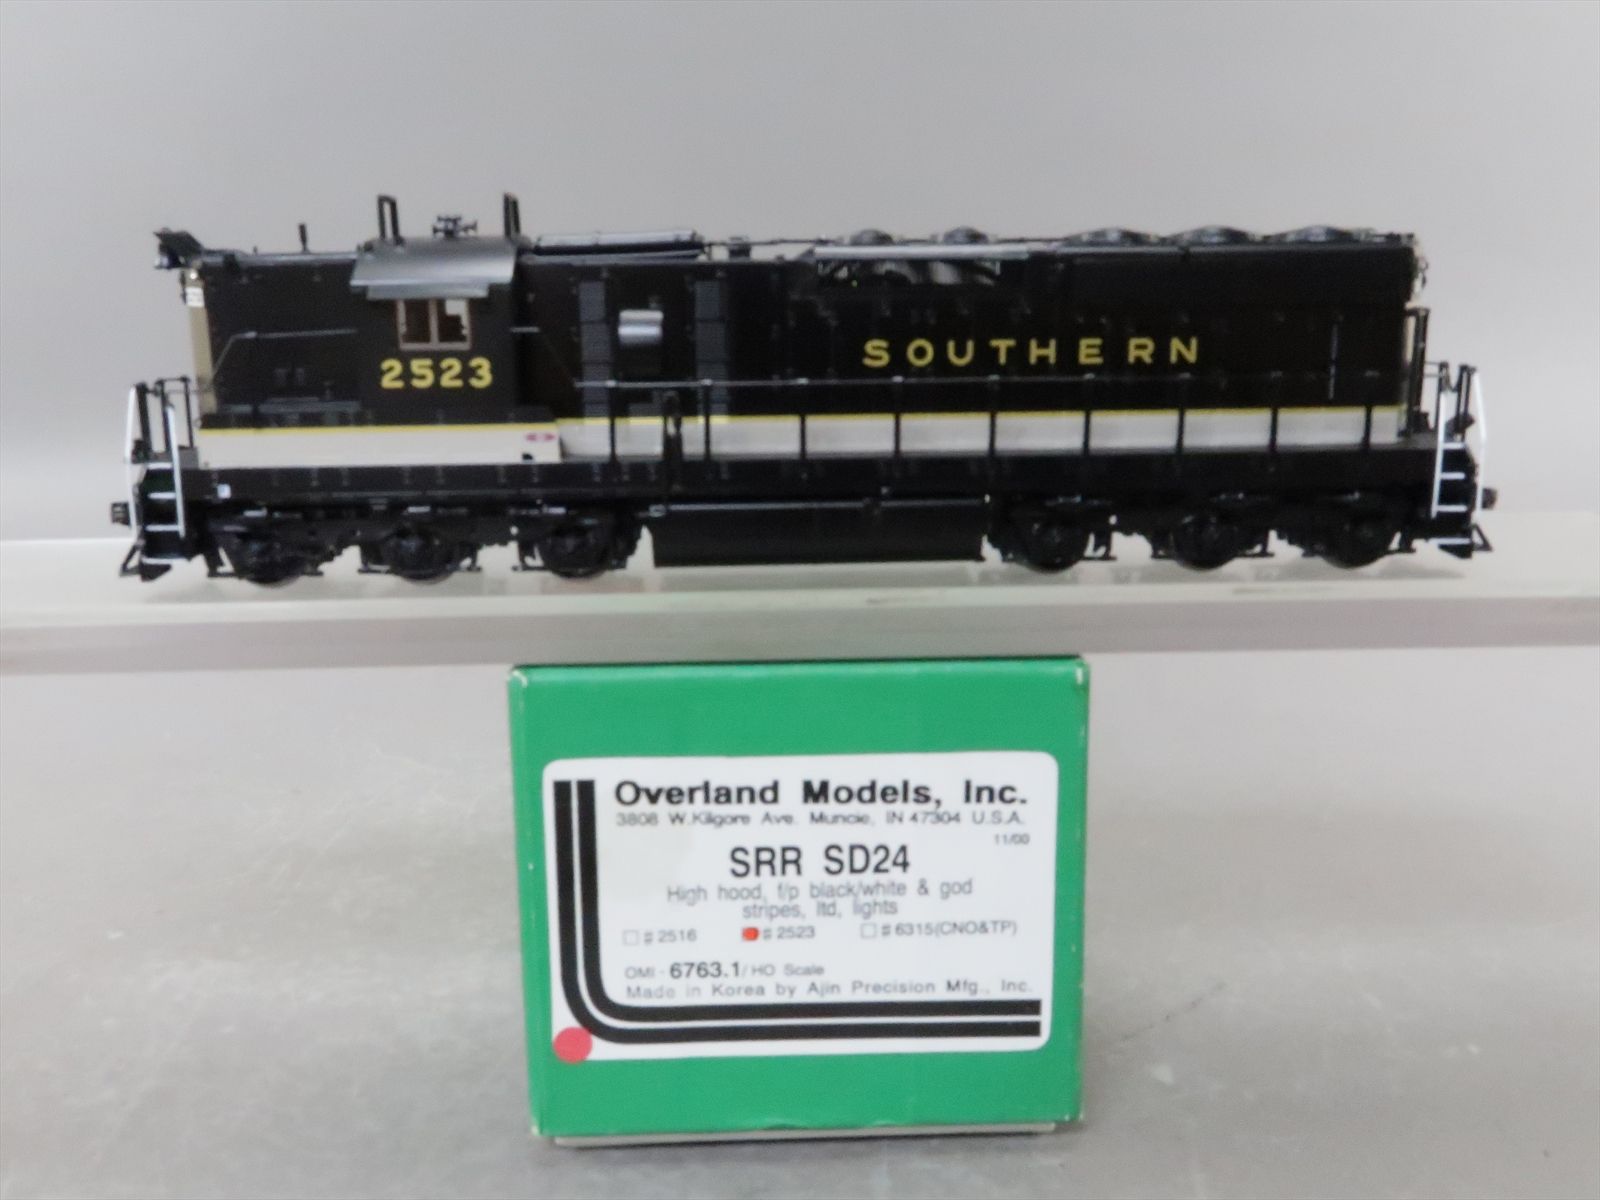 2523
SOUTHERN
Overland Models, Inc.
3808 W.Kilgore Ave. Muncie, IN 47304 U.S.A.
11/00
SRR SD24
High hood, f/p black/white & god
stripes, ltd, lights
#2516 #2523 #6315(CNO&TP)
OMI - 6763.1/ HO Scale
Made in Korea by Ajin Precision Mfg., Inc.